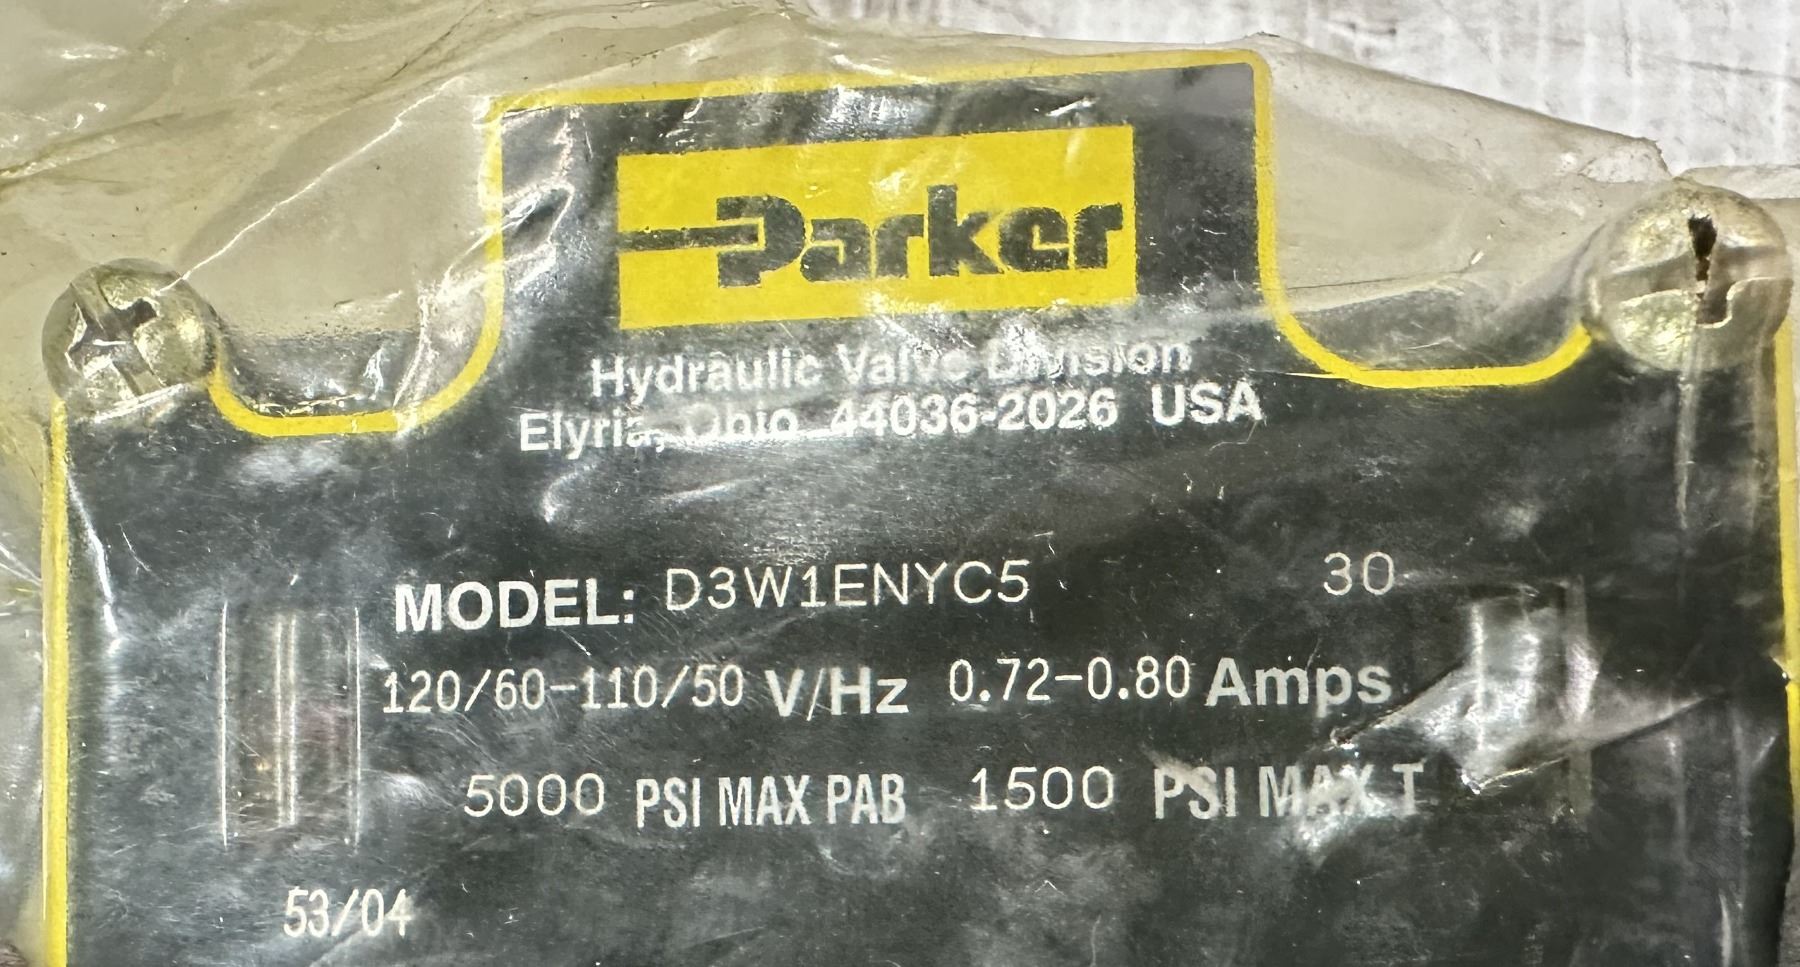 Parker
Hydraulic Valve Division
Elyria, Ohio 44036-2026 USA
MODEL: D3W1ENYC5 30
120/60-110/50 V/Hz 0.72-0.80 Amps
5000 PSI MAX PAB 1500 PSI MAX T
53/04